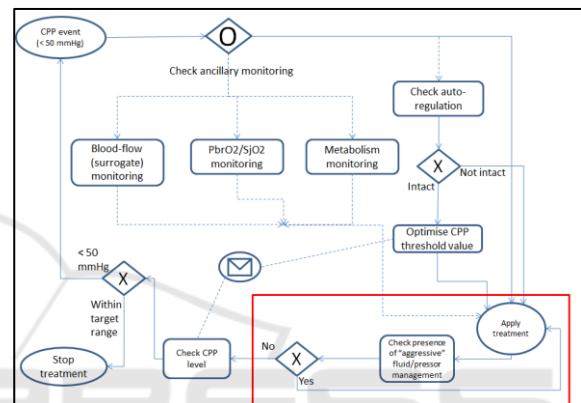 CPP event
(< 50 mmHg)
O
Check ancillary monitoring
Check auto-
regulation
Blood-flow
(surrogate)
monitoring
PbrO2/SjO2
monitoring
Metabolism
monitoring
X
Intact
Not intact
Optimise CPP
threshold value
< 50
mmHg
X
Within
target
range
Stop
treatment
Check CPP
level
No
X
Yes
Check presence
of "aggressive"
fluid/pressor
management
Apply
treatment